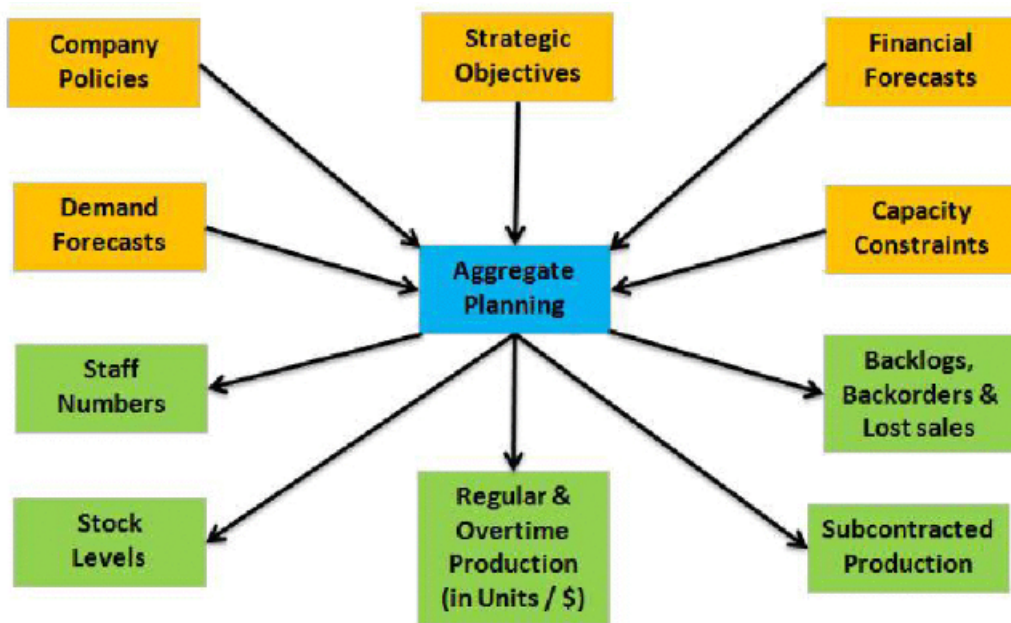 Company
Policies
Strategic
Objectives
Financial
Forecasts
Demand
Forecasts
Capacity
Constraints
Aggregate
Planning
Staff
Numbers
Backlogs,
Backorders &
Lost sales
Stock
Levels
Regular &
Overtime
Production
(in Units / $)
Subcontracted
Production